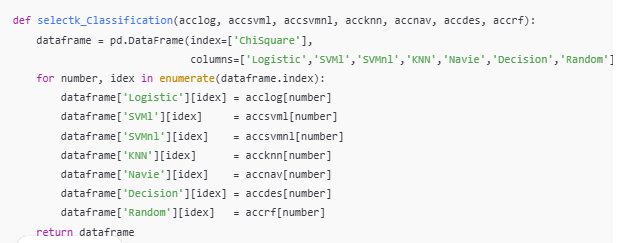 def selectk_Classification(acclog, accsvml, accsvmnl, accknn, accnav, accdes, accrf):
    dataframe = pd.DataFrame(index=['ChiSquare'],
                             columns=['Logistic','SVMl','SVMnl','KNN','Navie','Decision','Random']
    for number, idex in enumerate(dataframe.index):
        dataframe['Logistic'][idex] = acclog[number]
        dataframe['SVMl'][idex]     = accsvml[number]
        dataframe['SVMnl'][idex]    = accsvmnl[number]
        dataframe['KNN'][idex]      = accknn[number]
        dataframe['Navie'][idex]    = accnav[number]
        dataframe['Decision'][idex] = accdes[number]
        dataframe['Random'][idex]   = accrf[number]
    return dataframe